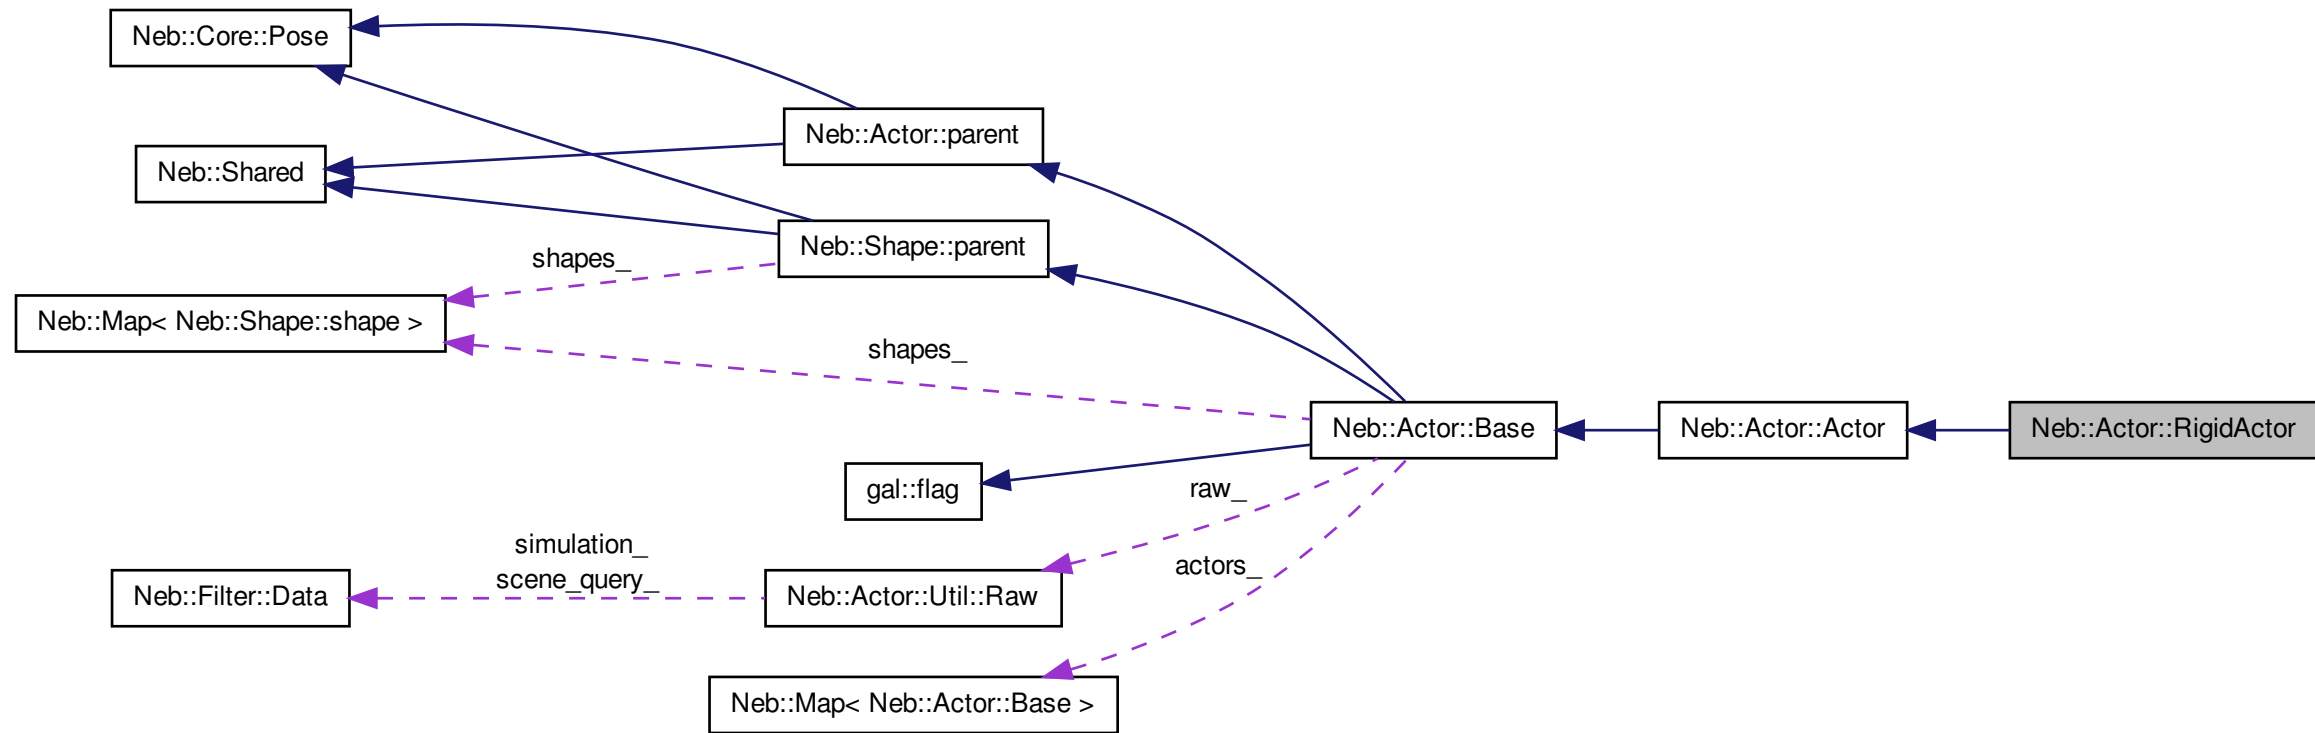 Neb::Core::Pose
Neb::Actor::parent
Neb::Shared
Neb::Shape::parent
shapes_
Neb::Map< Neb::Shape::shape >
shapes_
Neb::Actor::Base
Neb::Actor::Actor
Neb::Actor::RigidActor
gal::flag
raw_
simulation_
scene_query_
actors_
Neb::Filter::Data
Neb::Actor::Util::Raw
Neb::Map< Neb::Actor::Base >